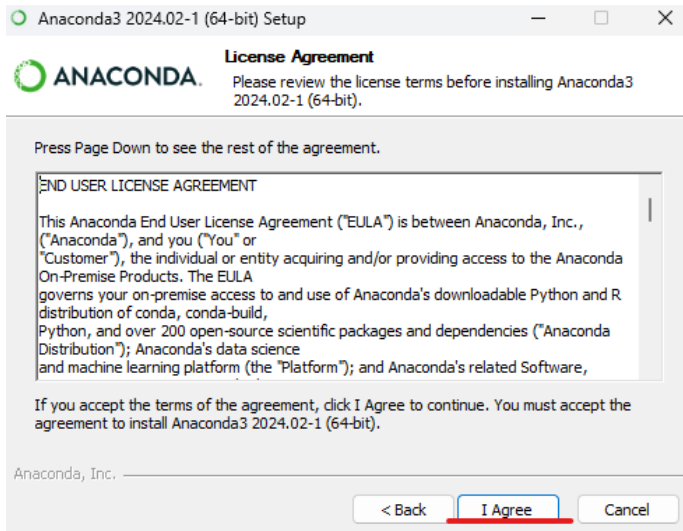 Anaconda3 2024.02-1 (64-bit) Setup
ANACONDA.
License Agreement
Please review the license terms before installing Anaconda3
2024.02-1 (64-bit).
Press Page Down to see the rest of the agreement.
END USER LICENSE AGREEMENT
This Anaconda End User License Agreement ("EULA") is between Anaconda, Inc.,
("Anaconda"), and you ("You" or
"Customer"), the individual or entity acquiring and/or providing access to the Anaconda
On-Premise Products. The EULA
governs your on-premise access to and use of Anaconda's downloadable Python and R
distribution of conda, conda-build,
Python, and over 200 open-source scientific packages and dependencies ("Anaconda
Distribution"); Anaconda's data science
and machine learning platform (the "Platform"); and Anaconda's related Software,
If you accept the terms of the agreement, click I Agree to continue. You must accept the
agreement to install Anaconda3 2024.02-1 (64-bit).
Anaconda, Inc.
< Back
I Agree
Cancel